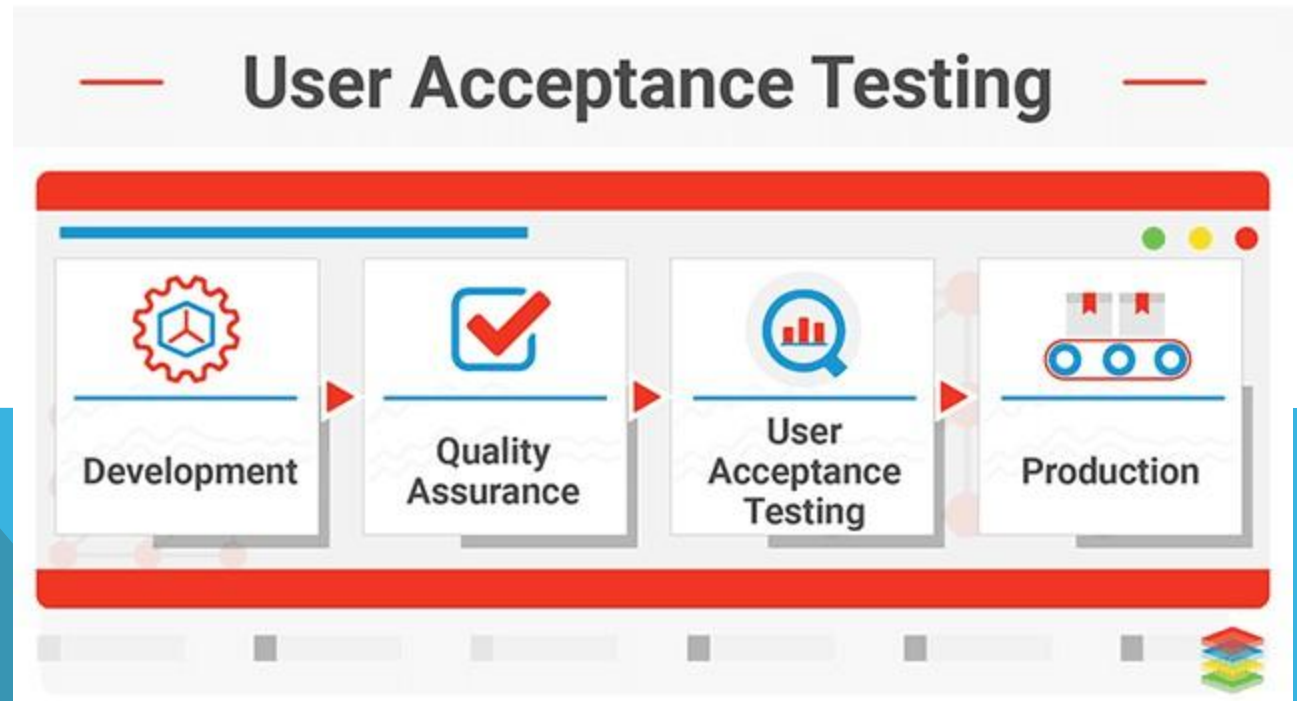 User Acceptance Testing
Development
Quality
Assurance
User
Acceptance
Testing
Production